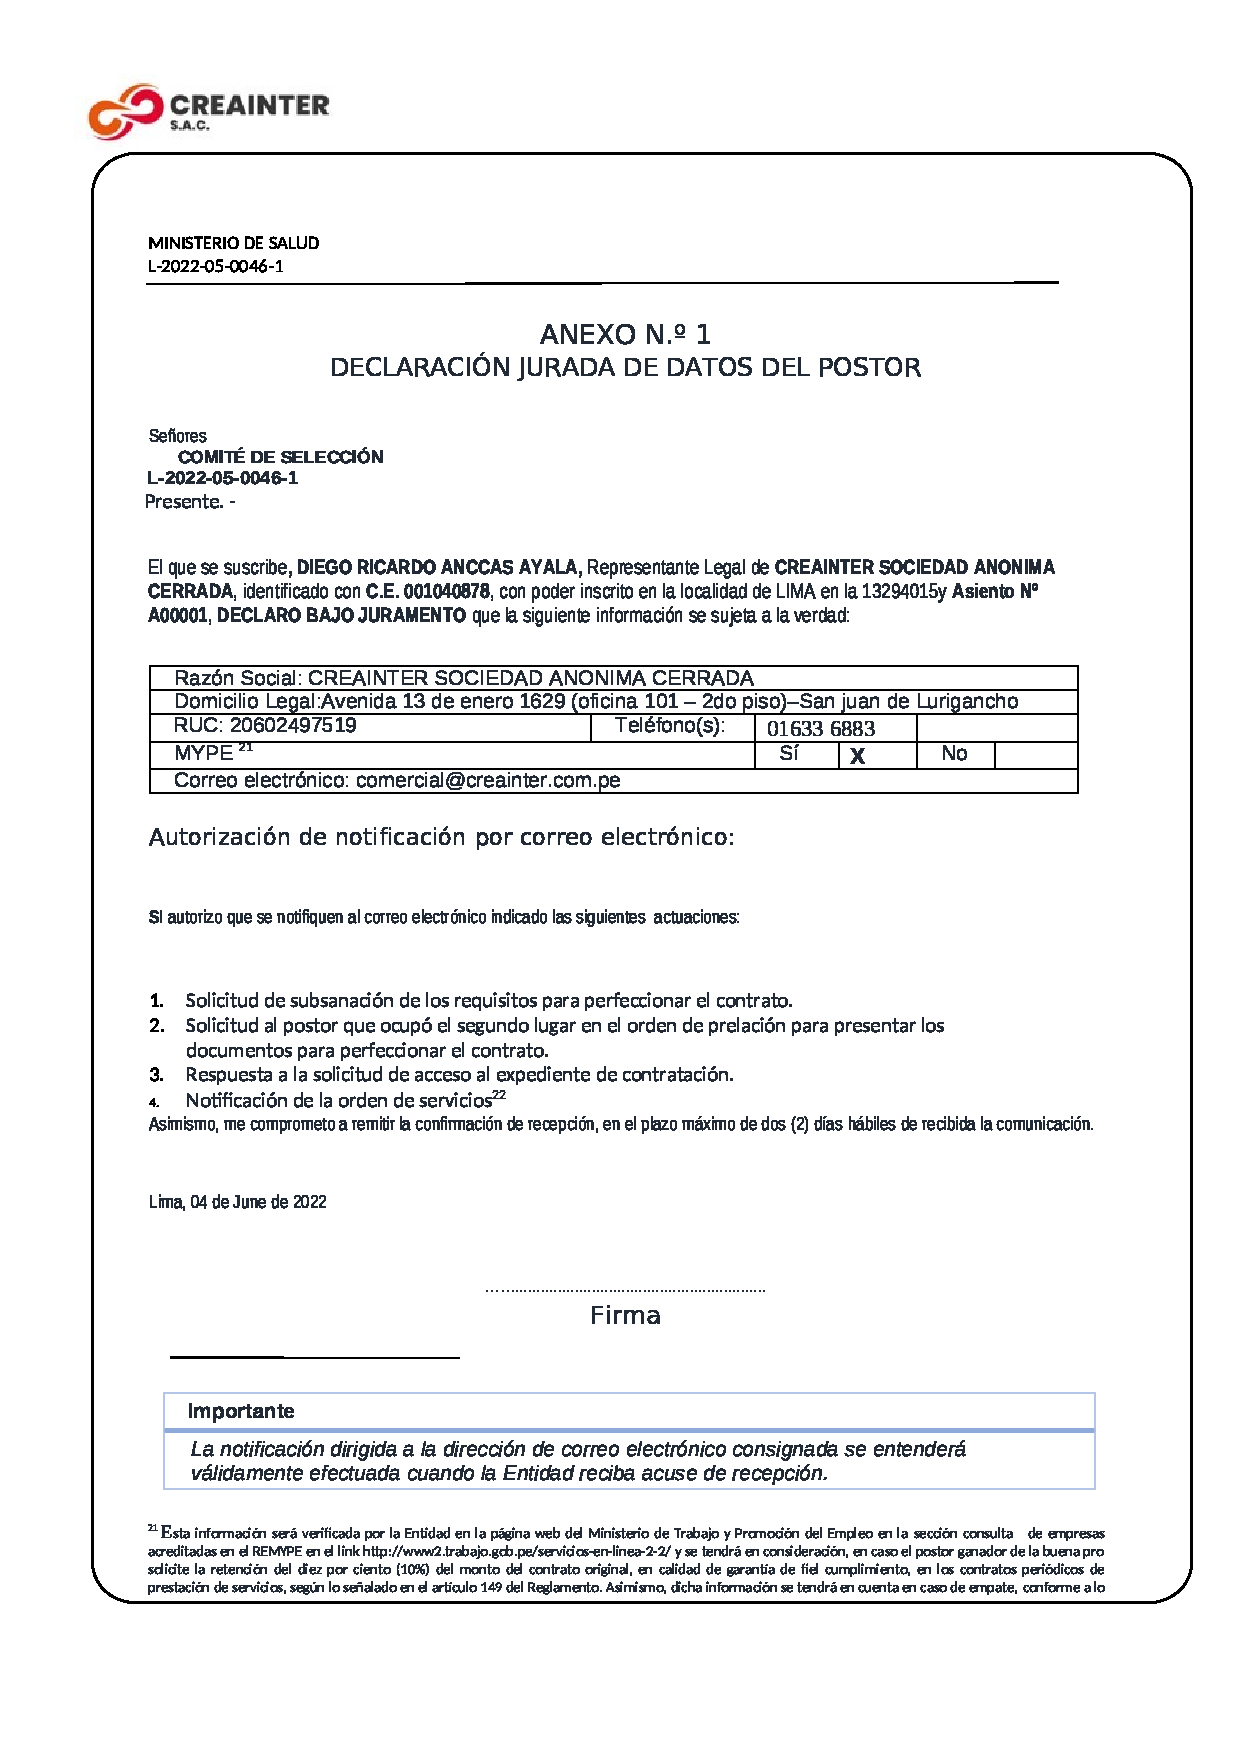 CREAINTER
S.A.C.
MINISTERIO DE SALUD
L-2022-05-0046-1
ANEXO N.º 1
DECLARACIÓN JURADA DE DATOS DEL POSTOR
Señores
COMITÉ DE SELECCIÓN
L-2022-05-0046-1
Presente. -
El que se suscribe, DIEGO RICARDO ANCCAS AYALA, Representante Legal de CREAINTER SOCIEDAD ANONIMA
CERRADA, identificado con C.E. 001040878, con poder inscrito en la localidad de LIMA en la 13294015y Asiento Nº
A00001, DECLARO BAJO JURAMENTO que la siguiente información se sujeta a la verdad:
Razón Social: CREAINTER SOCIEDAD ANONIMA CERRADA
Domicilio Legal:Avenida 13 de enero 1629 (oficina 101 – 2do piso)–San juan de Lurigancho
RUC: 20602497519 Teléfono(s): 01633 6883
MYPE 21 Sí X No
Correo electrónico: comercial@creainter.com.pe
Autorización de notificación por correo electrónico:
SI autorizo que se notifiquen al correo electrónico indicado las siguientes actuaciones:
1. Solicitud de subsanación de los requisitos para perfeccionar el contrato.
2. Solicitud al postor que ocupó el segundo lugar en el orden de prelación para presentar los
documentos para perfeccionar el contrato.
3. Respuesta a la solicitud de acceso al expediente de contratación.
4. Notificación de la orden de servicios22
Asimismo, me comprometo a remitir la confirmación de recepción, en el plazo máximo de dos (2) días hábiles de recibida la comunicación.
Lima, 04 de June de 2022
................................................................
Firma
Importante
La notificación dirigida a la dirección de correo electrónico consignada se entenderá
válidamente efectuada cuando la Entidad reciba acuse de recepción.
21 Esta información será verificada por la Entidad en la página web del Ministerio de Trabajo y Promoción del Empleo en la sección consulta de empresas
acreditadas en el REMYPE en el link http://www2.trabajo.gob.pe/servicios-en-linea-2-2/ y se tendrá en consideración, en caso el postor ganador de la buena pro
solicite la retención del diez por ciento (10%) del monto del contrato original, en calidad de garantía de fiel cumplimiento, en los contratos periódicos de
prestación de servicios, según lo señalado en el artículo 149 del Reglamento. Asimismo, dicha información se tendrá en cuenta en caso de empate, conforme a lo